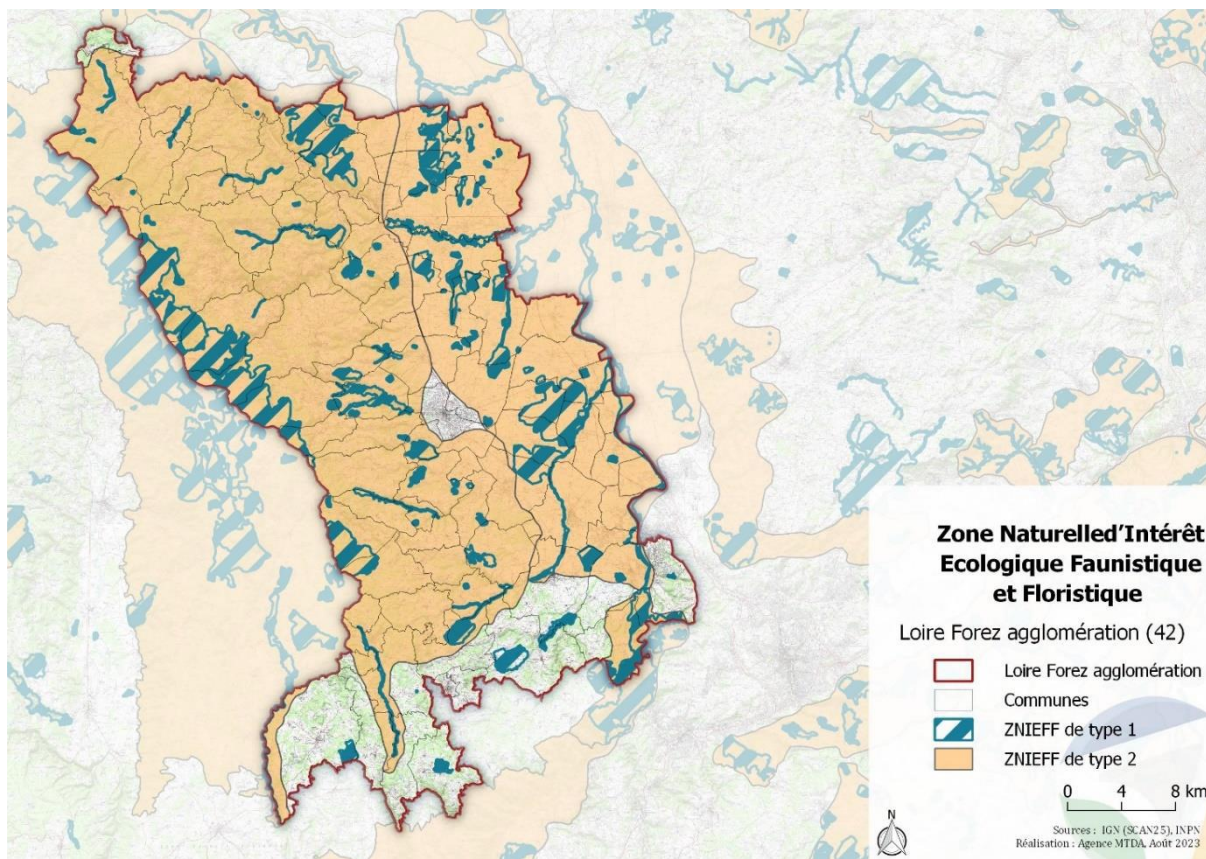 Zone Naturelled'Intérêt
Ecologique Faunistique
et Floristique
Loire Forez agglomération (42)
Loire Forez agglomération
Communes
ZNIEFF de type 1
ZNIEFF de type 2
0 4 8 km
N
Sources : IGN (SCAN25), INPN
Réalisation : Agence MTDA, Août 2023